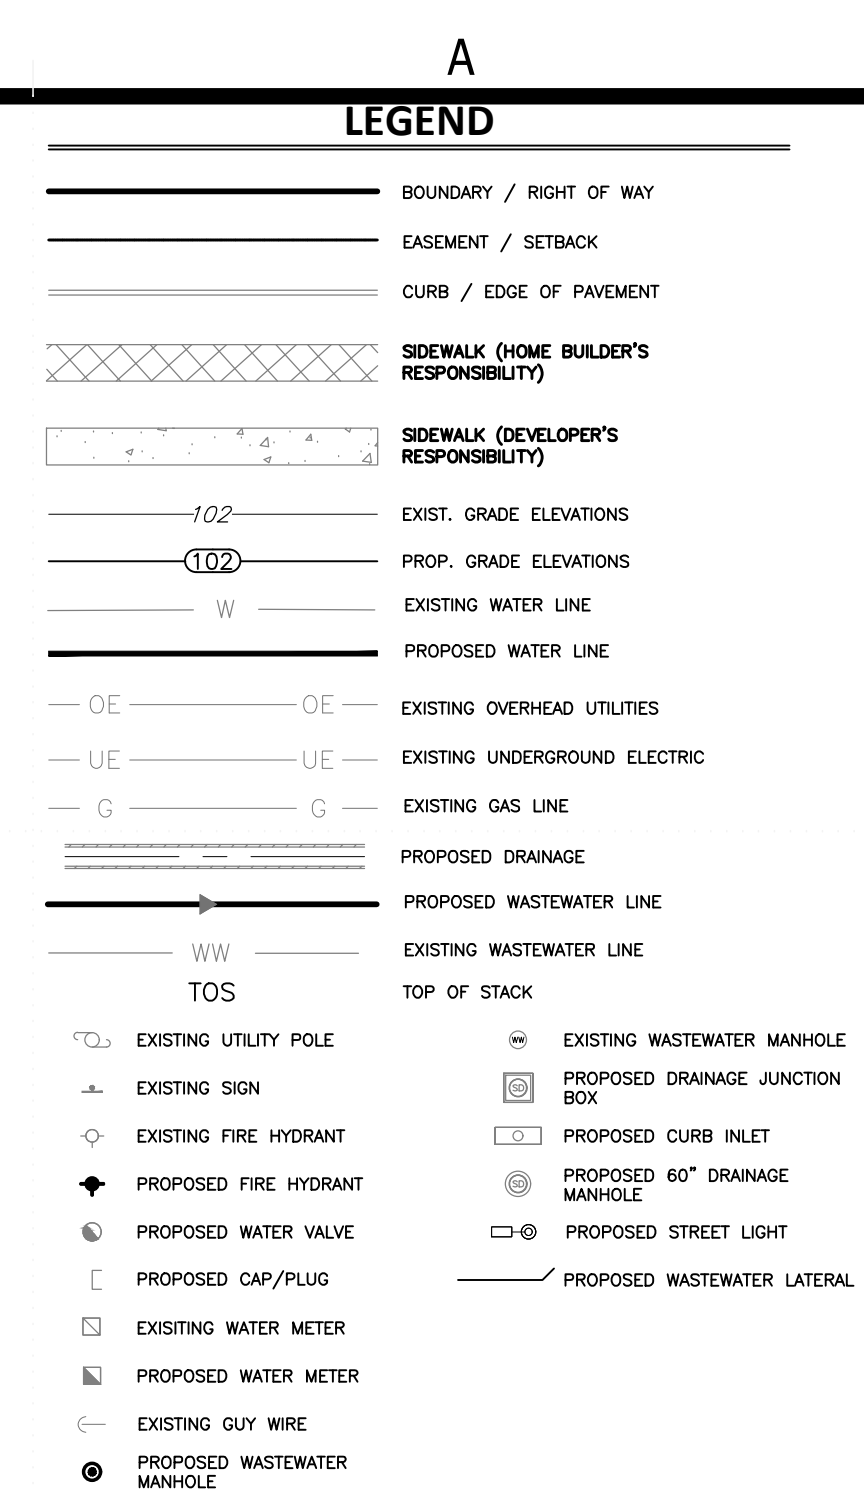 A
LEGEND
BOUNDARY / RIGHT OF WAY
EASEMENT / SETBACK
CURB / EDGE OF PAVEMENT
SIDEWALK (HOME BUILDER'S
RESPONSIBILITY)
SIDEWALK (DEVELOPER'S
RESPONSIBILITY)
102 EXIST. GRADE ELEVATIONS
102 PROP. GRADE ELEVATIONS
W EXISTING WATER LINE
PROPOSED WATER LINE
OE OE EXISTING OVERHEAD UTILITIES
UE UE EXISTING UNDERGROUND ELECTRIC
G G EXISTING GAS LINE
PROPOSED DRAINAGE
PROPOSED WASTEWATER LINE
WW EXISTING WASTEWATER LINE
TOS TOP OF STACK
EXISTING UTILITY POLE
EXISTING SIGN
EXISTING FIRE HYDRANT
PROPOSED FIRE HYDRANT
PROPOSED WATER VALVE
PROPOSED CAP/PLUG
EXISITING WATER METER
PROPOSED WATER METER
EXISTING GUY WIRE
PROPOSED WASTEWATER
MANHOLE
WW EXISTING WASTEWATER MANHOLE
SD PROPOSED DRAINAGE JUNCTION
BOX
PROPOSED CURB INLET
SD PROPOSED 60" DRAINAGE
MANHOLE
PROPOSED STREET LIGHT
PROPOSED WASTEWATER LATERAL